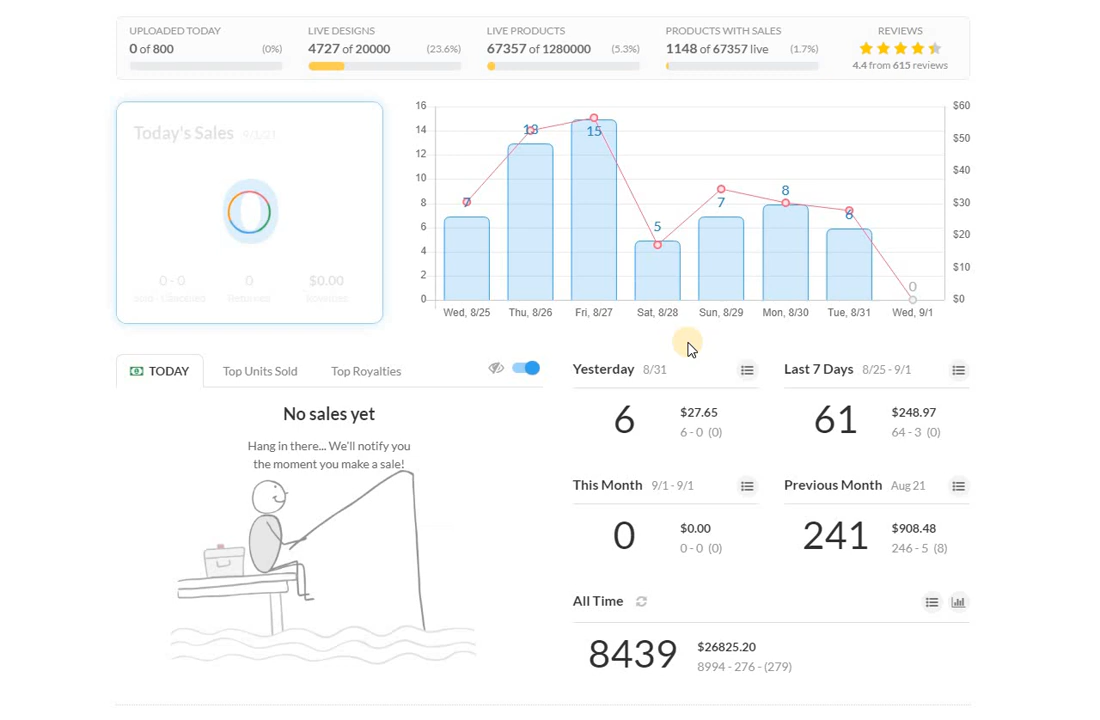 UPLOADED TODAY
0 of 800 (0%)
LIVE DESIGNS
4727 of 20000 (23.6%)
LIVE PRODUCTS
67357 of 1280000 (5.3%)
PRODUCTS WITH SALES
1148 of 67357 live (1.7%)
REVIEWS
4.4 from 615 reviews
Today's Sales 9/1/21
0
0 - 0 0 $0.00
Returned Royalties
16 $60
14 $50
12
10 $40
8 $30
6 $20
4
2 $10
0 $0
7 13 15 5 7 8 6 0
Wed, 8/25 Thu, 8/26 Fri, 8/27 Sat, 8/28 Sun, 8/29 Mon, 8/30 Tue, 8/31 Wed, 9/1
TODAY Top Units Sold Top Royalties
No sales yet
Hang in there... We'll notify you
the moment you make a sale!
Yesterday 8/31
6 $27.65
6 - 0 (0)
Last 7 Days 8/25 - 9/1
61 $248.97
64 - 3 (0)
This Month 9/1 - 9/1
0 $0.00
0 - 0 (0)
Previous Month Aug 21
241 $908.48
246 - 5 (8)
All Time
8439 $26825.20
8994 - 276 - (279)